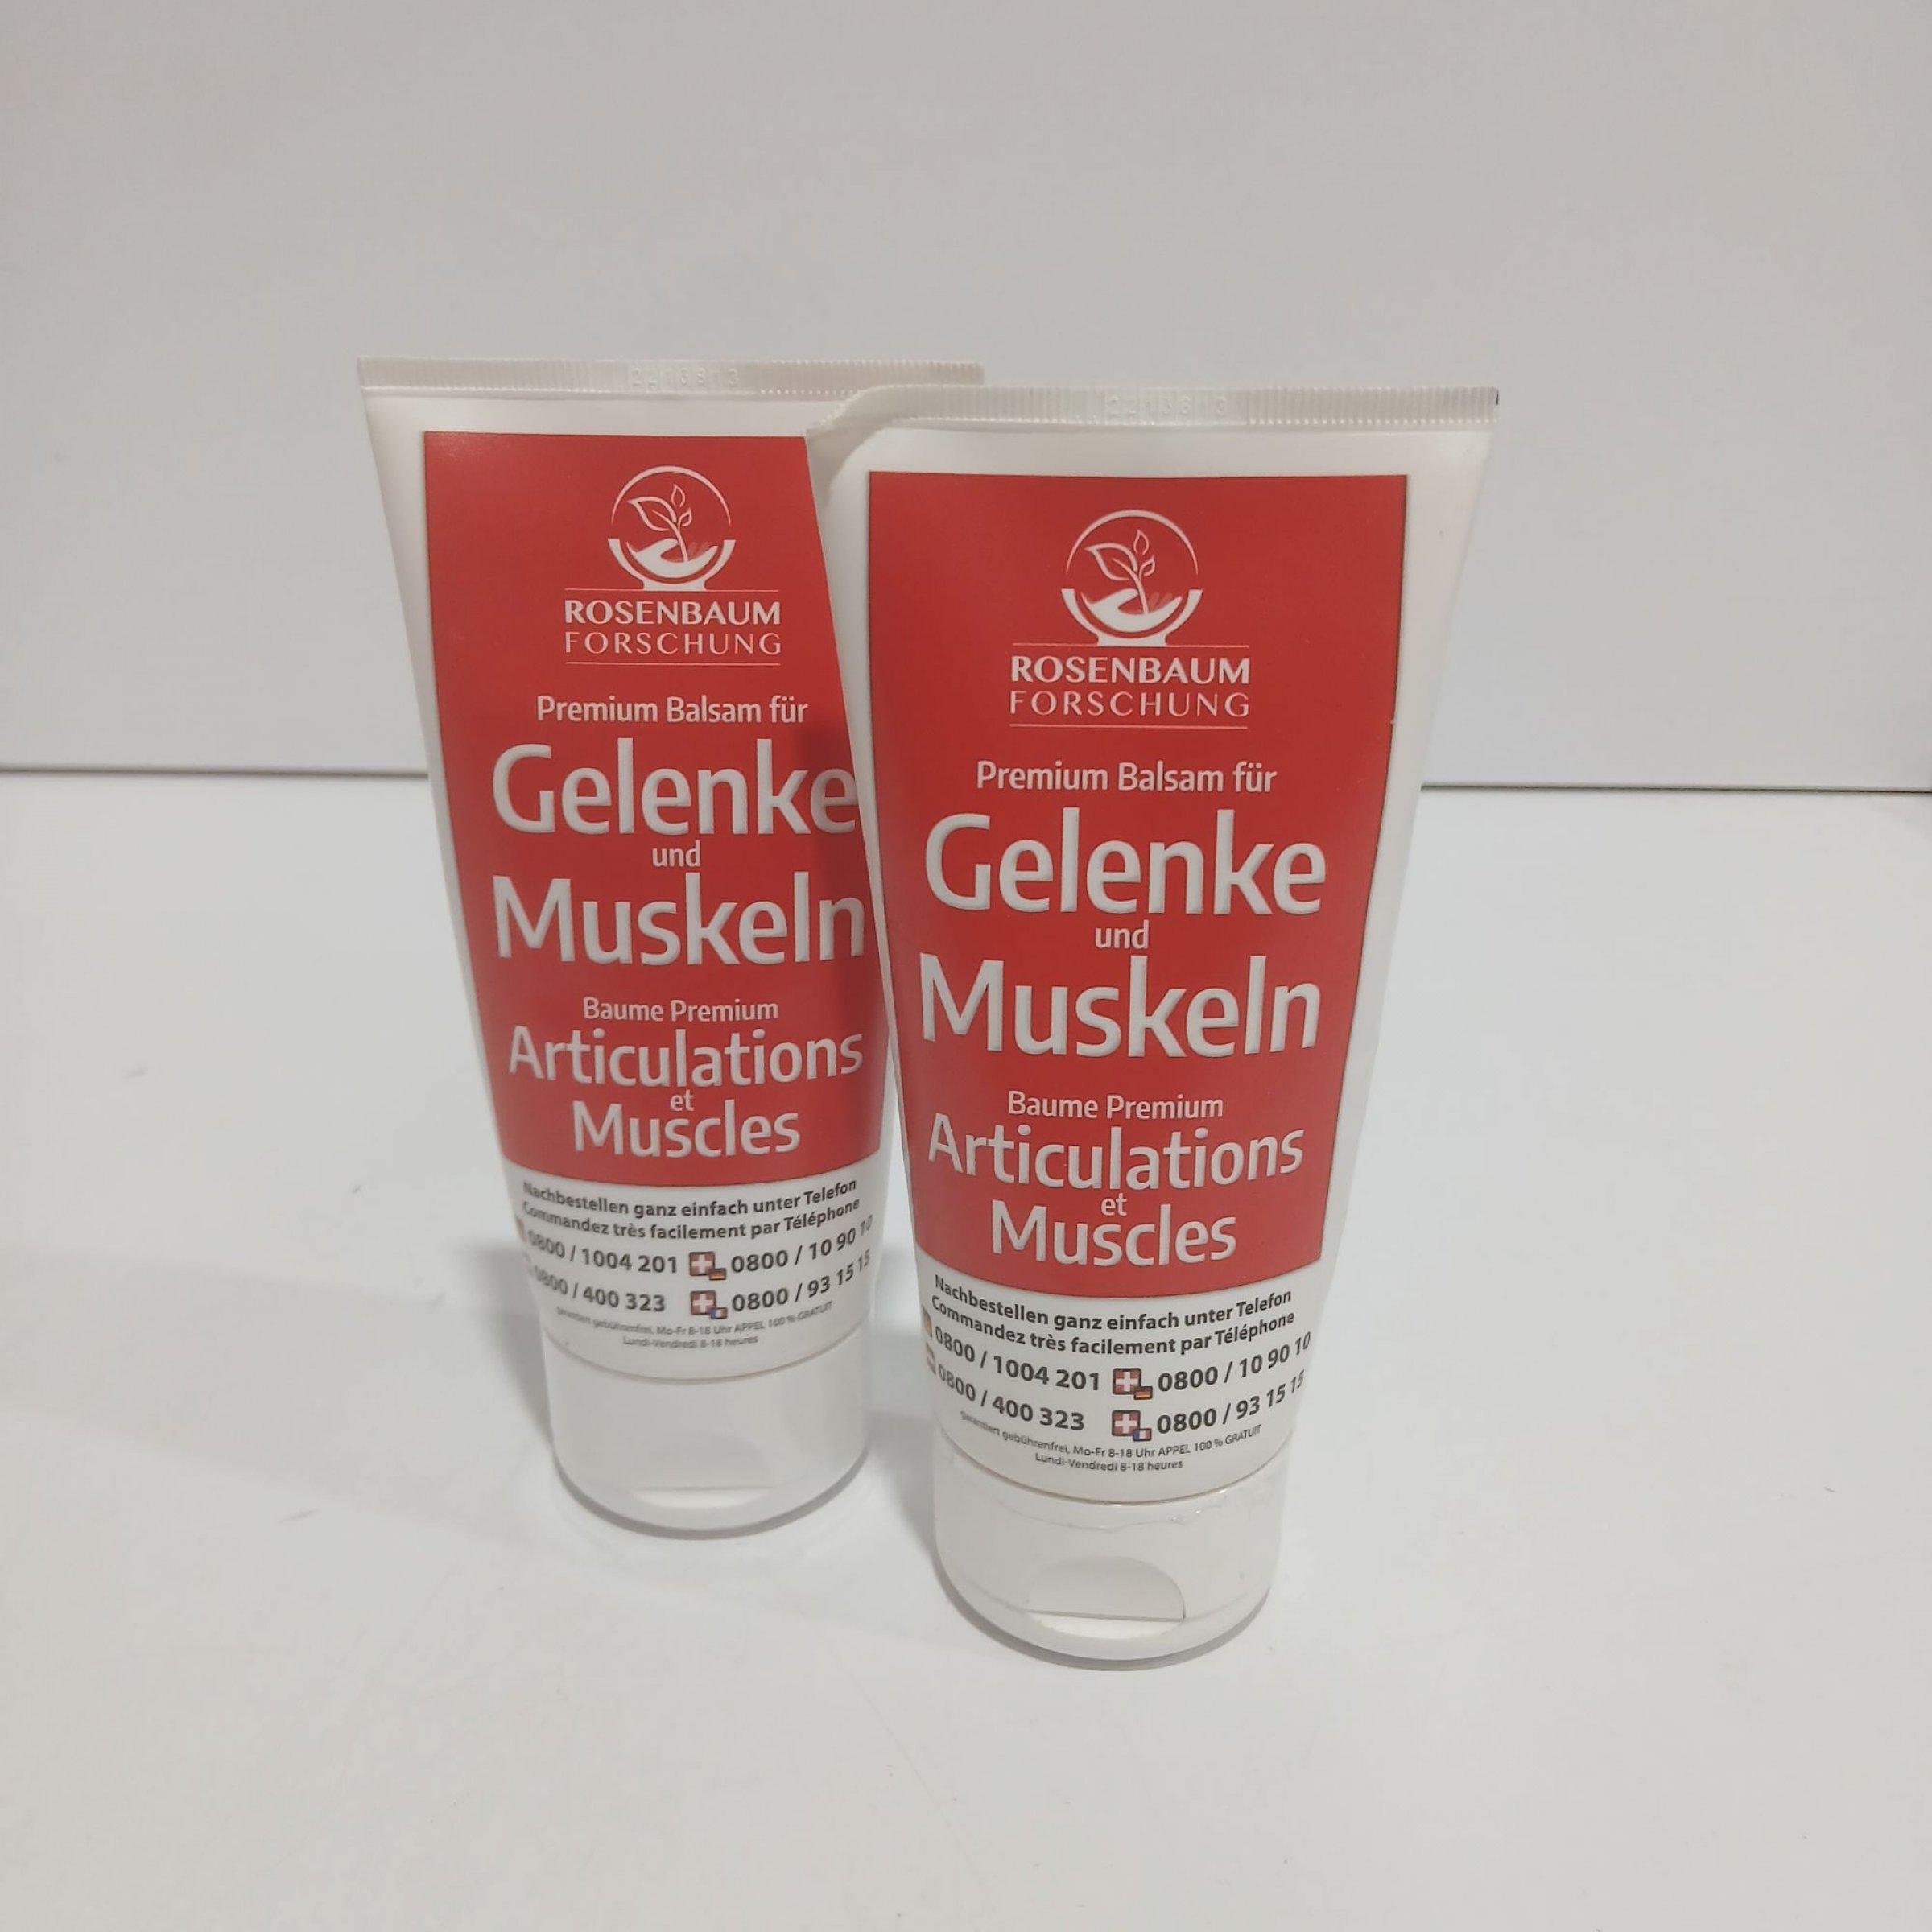 2213813
ROSENBAUM
FORSCHUNG
Premium Balsam für
Gelenke
und
Muskeln
Baume Premium
Articulations
et
Muscles
Nachbestellen ganz einfach unter Telefon
Commandez très facilement par Téléphone
0800 / 1004 201 0800 / 10 90 10
0800 / 400 323 0800 / 93 15 15
garantiert gebührenfrei, Mo-Fr 8-18 Uhr APPEL 100 % GRATUIT
Lundi-Vendredi 8-18 heures
2213813
ROSENBAUM
FORSCHUNG
Premium Balsam für
Gelenke
und
Muskeln
Baume Premium
Articulations
et
Muscles
Nachbestellen ganz einfach unter Telefon
Commandez très facilement par Téléphone
0800 / 1004 201 0800 / 10 90 10
0800 / 400 323 0800 / 93 15 15
garantiert gebührenfrei, Mo-Fr 8-18 Uhr APPEL 100 % GRATUIT
Lundi-Vendredi 8-18 heures